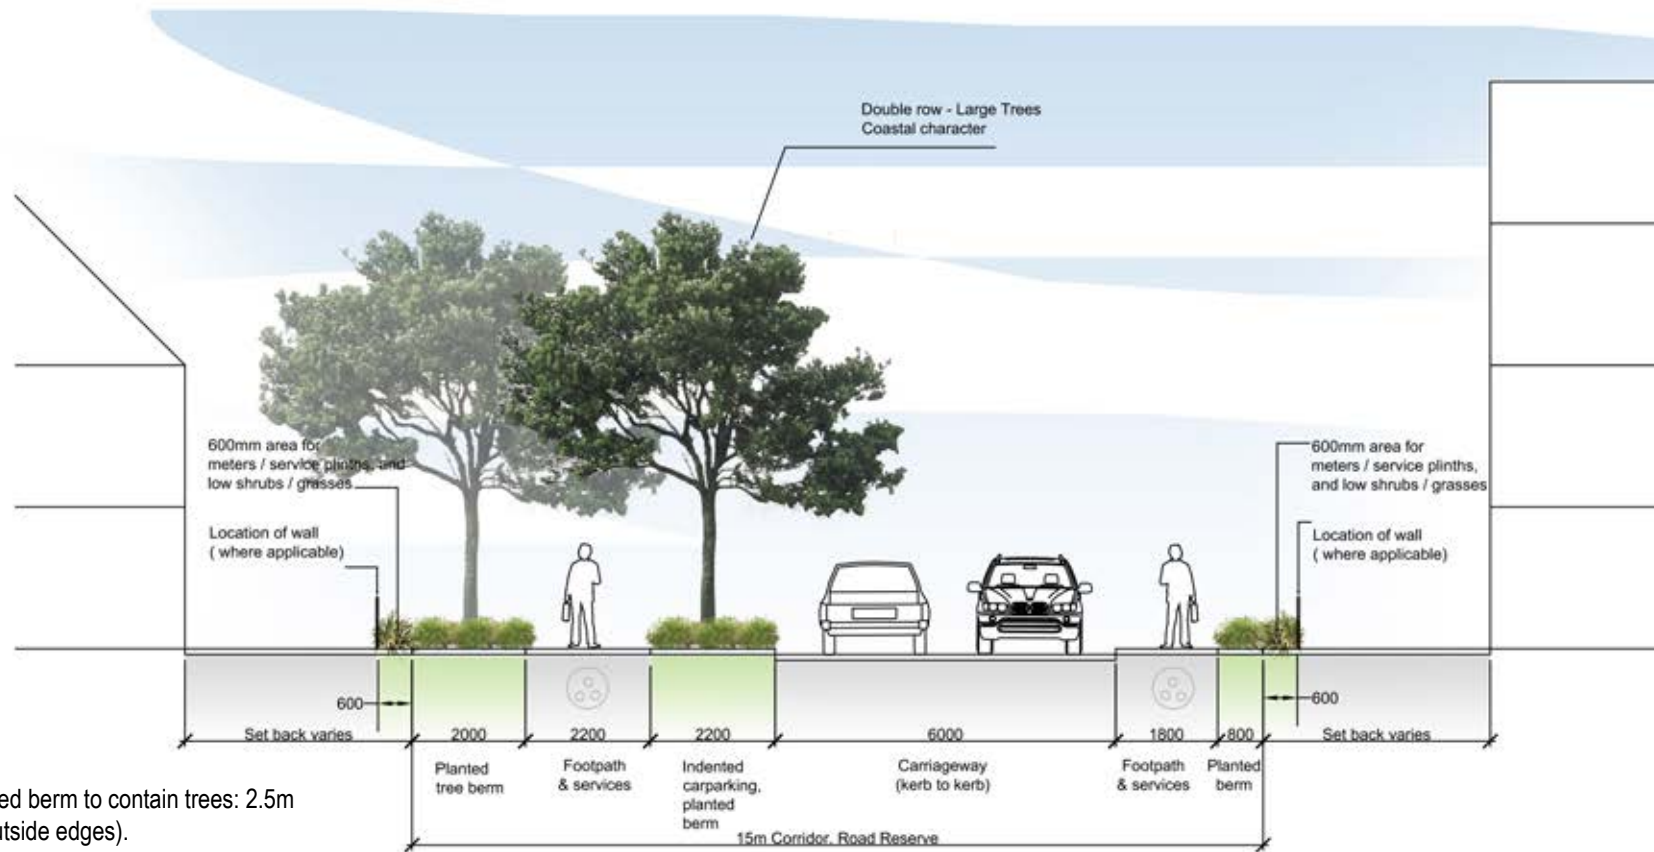 Double row - Large Trees
Coastal character
600mm area for
meters / service plinths, and
low shrubs / grasses
Location of wall
( where applicable)
600mm area for
meters / service plinths,
and low shrubs / grasses
Location of wall
( where applicable)
600
600
Set back varies
2000
2200
2200
6000
1800
800
Set back varies
Planted
tree berm
Footpath
& services
Indented
carparking,
planted
berm
Carriageway
(kerb to kerb)
Footpath
& services
Planted
berm
15m Corridor. Road Reserve
ed berm to contain trees: 2.5m
utside edges).